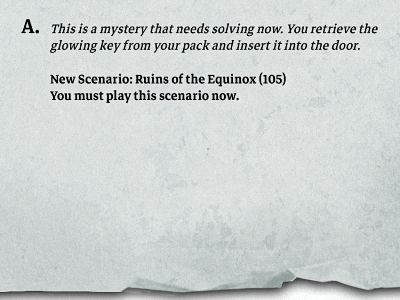 A. This is a mystery that needs solving now. You retrieve the
glowing key from your pack and insert it into the door.
New Scenario: Ruins of the Equinox (105)
You must play this scenario now.